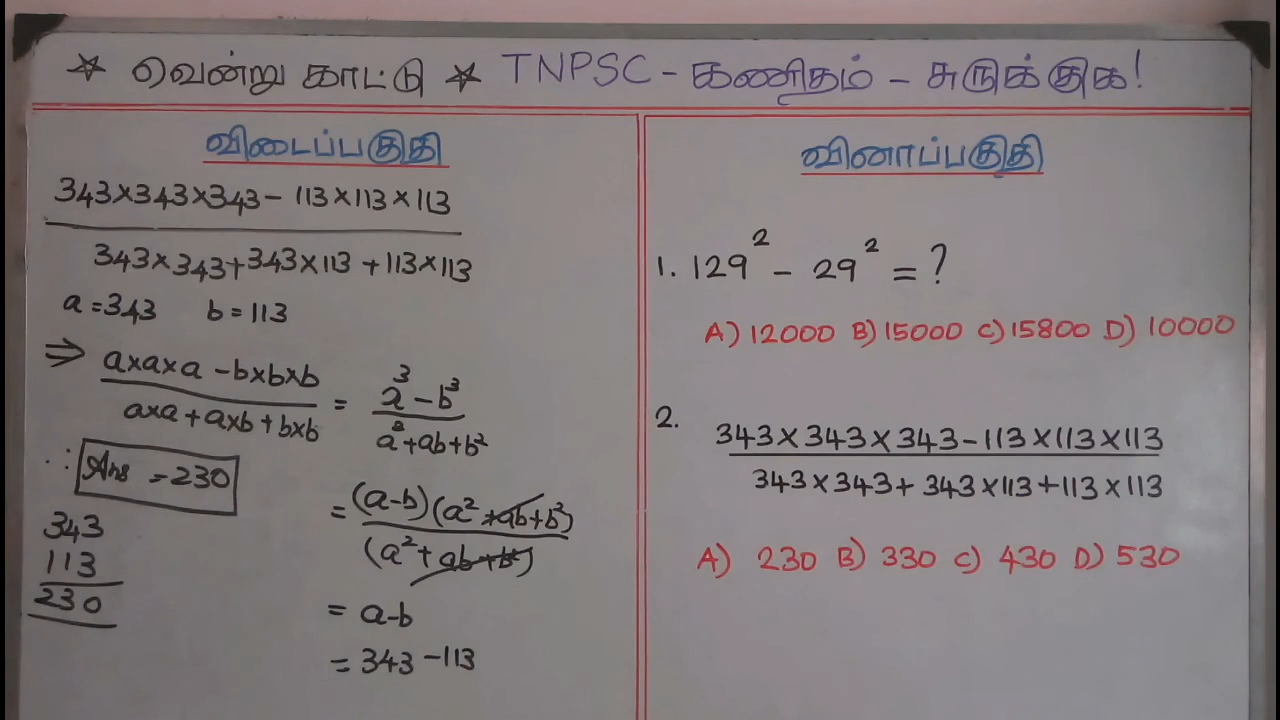 ☆ வென்று காட்டு ☆ TNPSC - கணிதம் - சுருக்குக!
விடைப்பகுதி
343×343×343 - 113×113×113
343×343+343×113+113×113
a=343 b=113
⇒ a×a×a - b×b×b / a×a+a×b+b×b = a³-b³ / a²+ab+b²
∴ Ans = 230
= (a-b)(a²+ab+b²) / (a²+ab+b²)
343
113
230
= a-b
= 343-113
வினாப்பகுதி
1. 129² - 29² = ?
A) 12000 B) 15000 C) 15800 D) 10000
2. 343×343×343-113×113×113
343×343+343×113+113×113
A) 230 B) 330 C) 430 D) 530